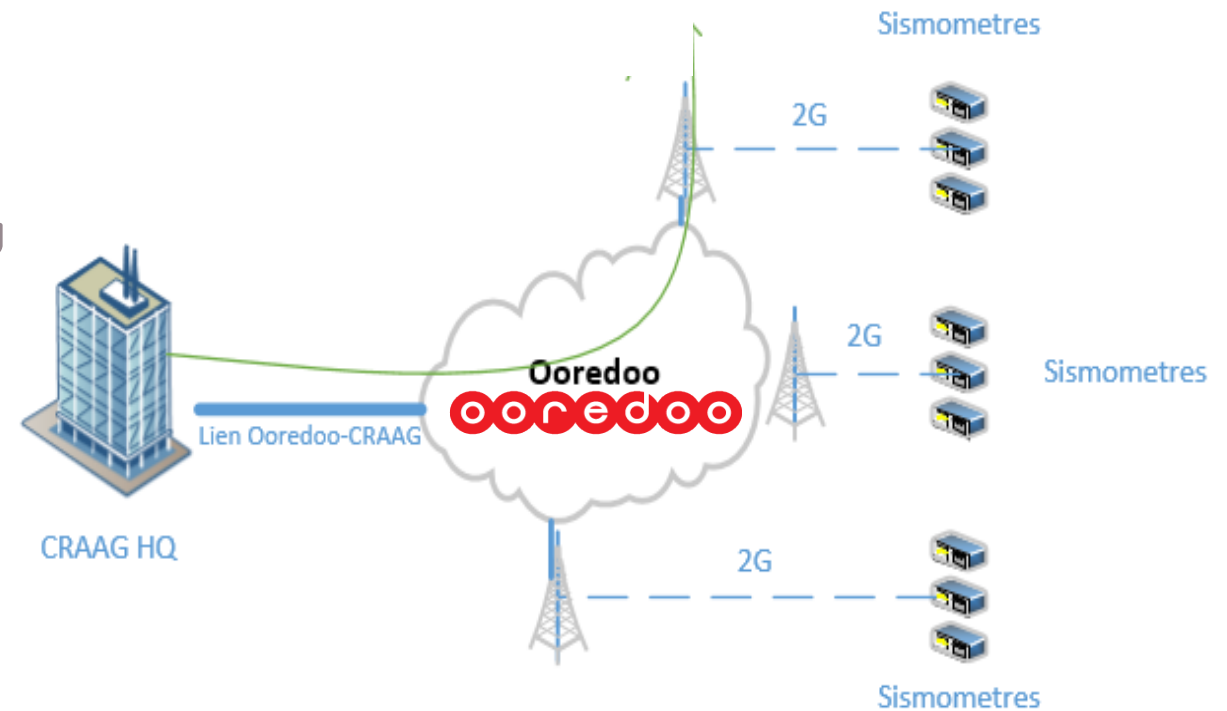 Sismometres
2G
2G
Sismometres
Ooredoo
ooredoo
Lien Ooredoo-CRAAG
CRAAG HQ
2G
Sismometres